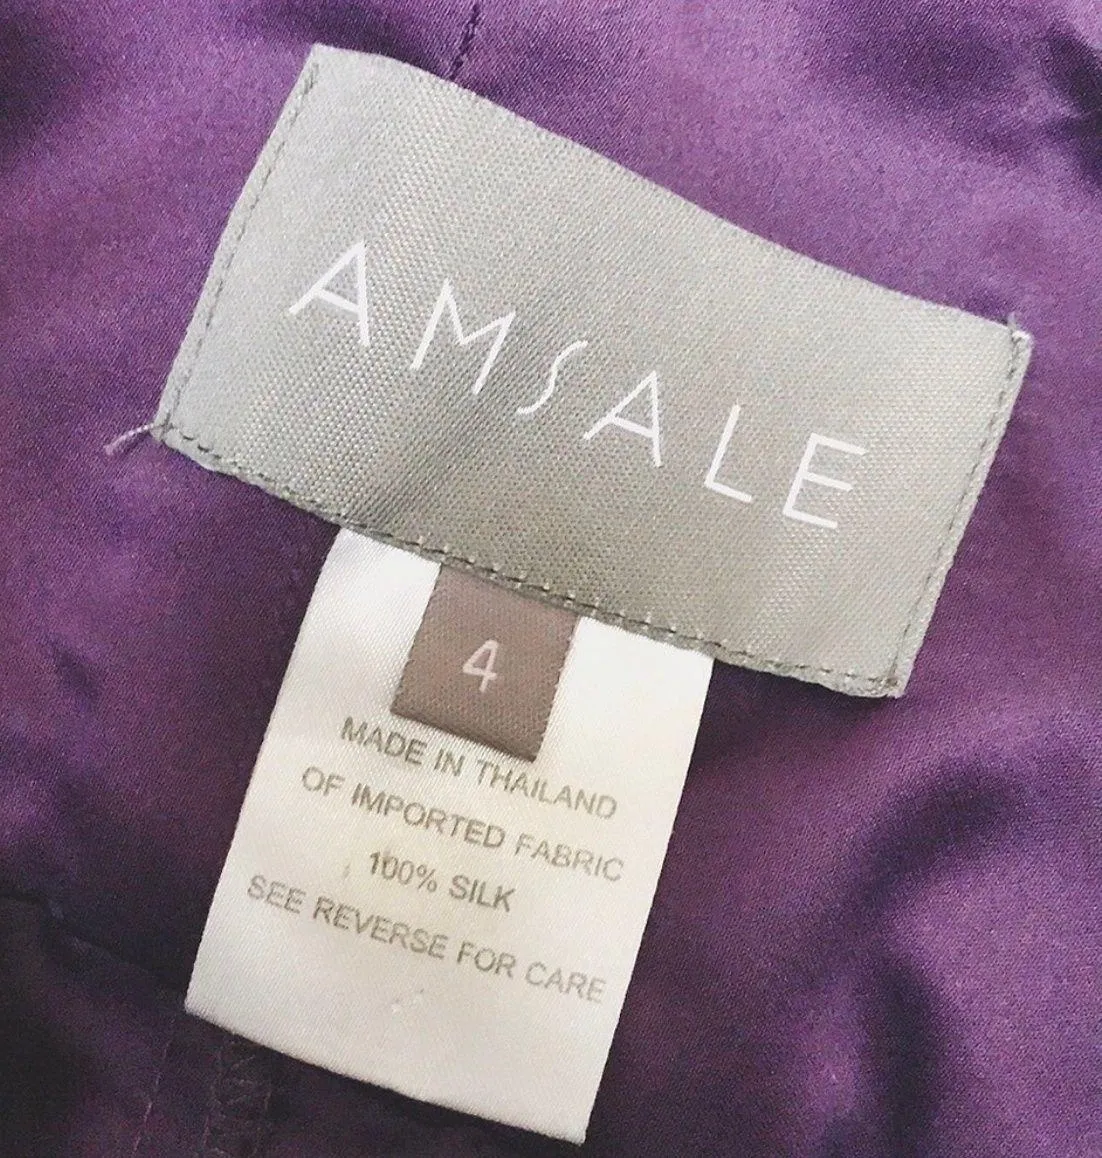 AMSALE
4
MADE IN THAILAND
OF IMPORTED FABRIC
100% SILK
SEE REVERSE FOR CARE